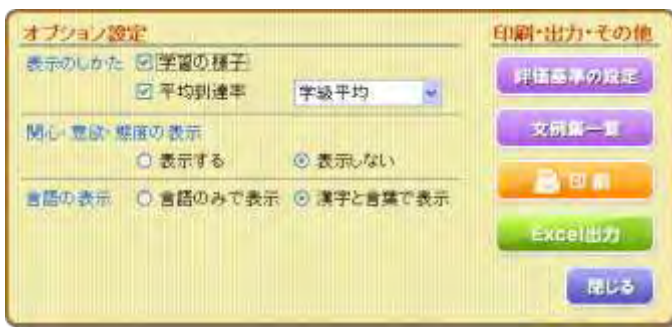 オプション設定
表示のしかた 学習の様子
平均到達率 学級平均
関心・意欲・態度の表示
表示する 表示しない
言語の表示 言語のみで表示 漢字と言葉で表示
印刷・出力・その他
評価基準の設定
文例集一覧
印刷
Excel出力
閉じる